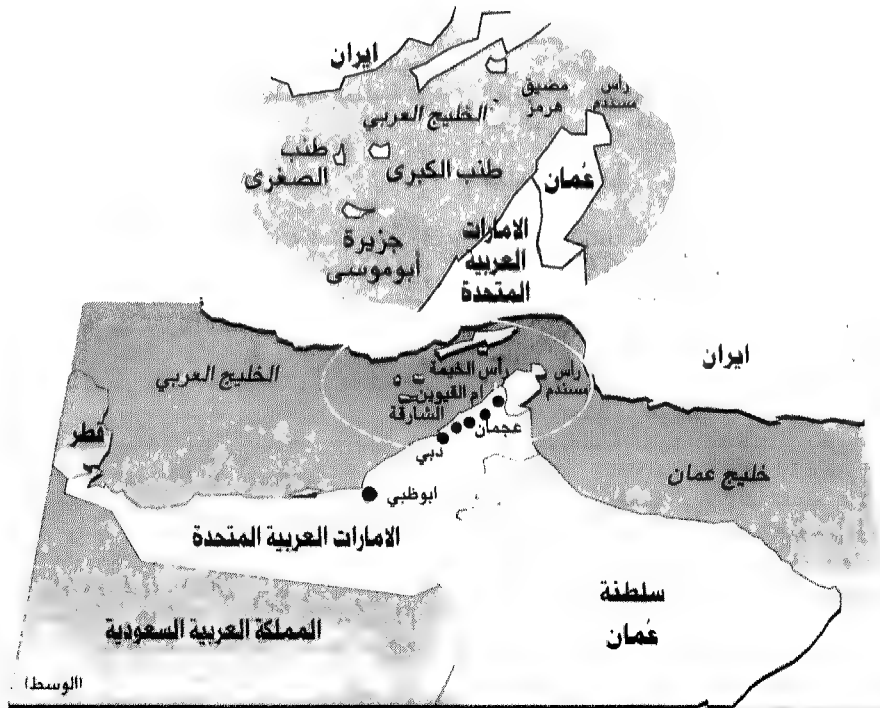 ايران
مضيق
هرمز
رأس
مسندم
الخليج العربي
طنب
الصغرى
طنب الكبرى
عُمان
جزيرة
أبوموسى
الامارات
العربية
المتحدة
ايران
الخليج العربي
رأس الخيمة
رأس
مسندم
ام القيوين
الشارقة
عجمان
قطر
دبي
خليج عمان
ابوظبي
الامارات العربية المتحدة
سلطنة
عُمان
المملكة العربية السعودية
(الوسط)